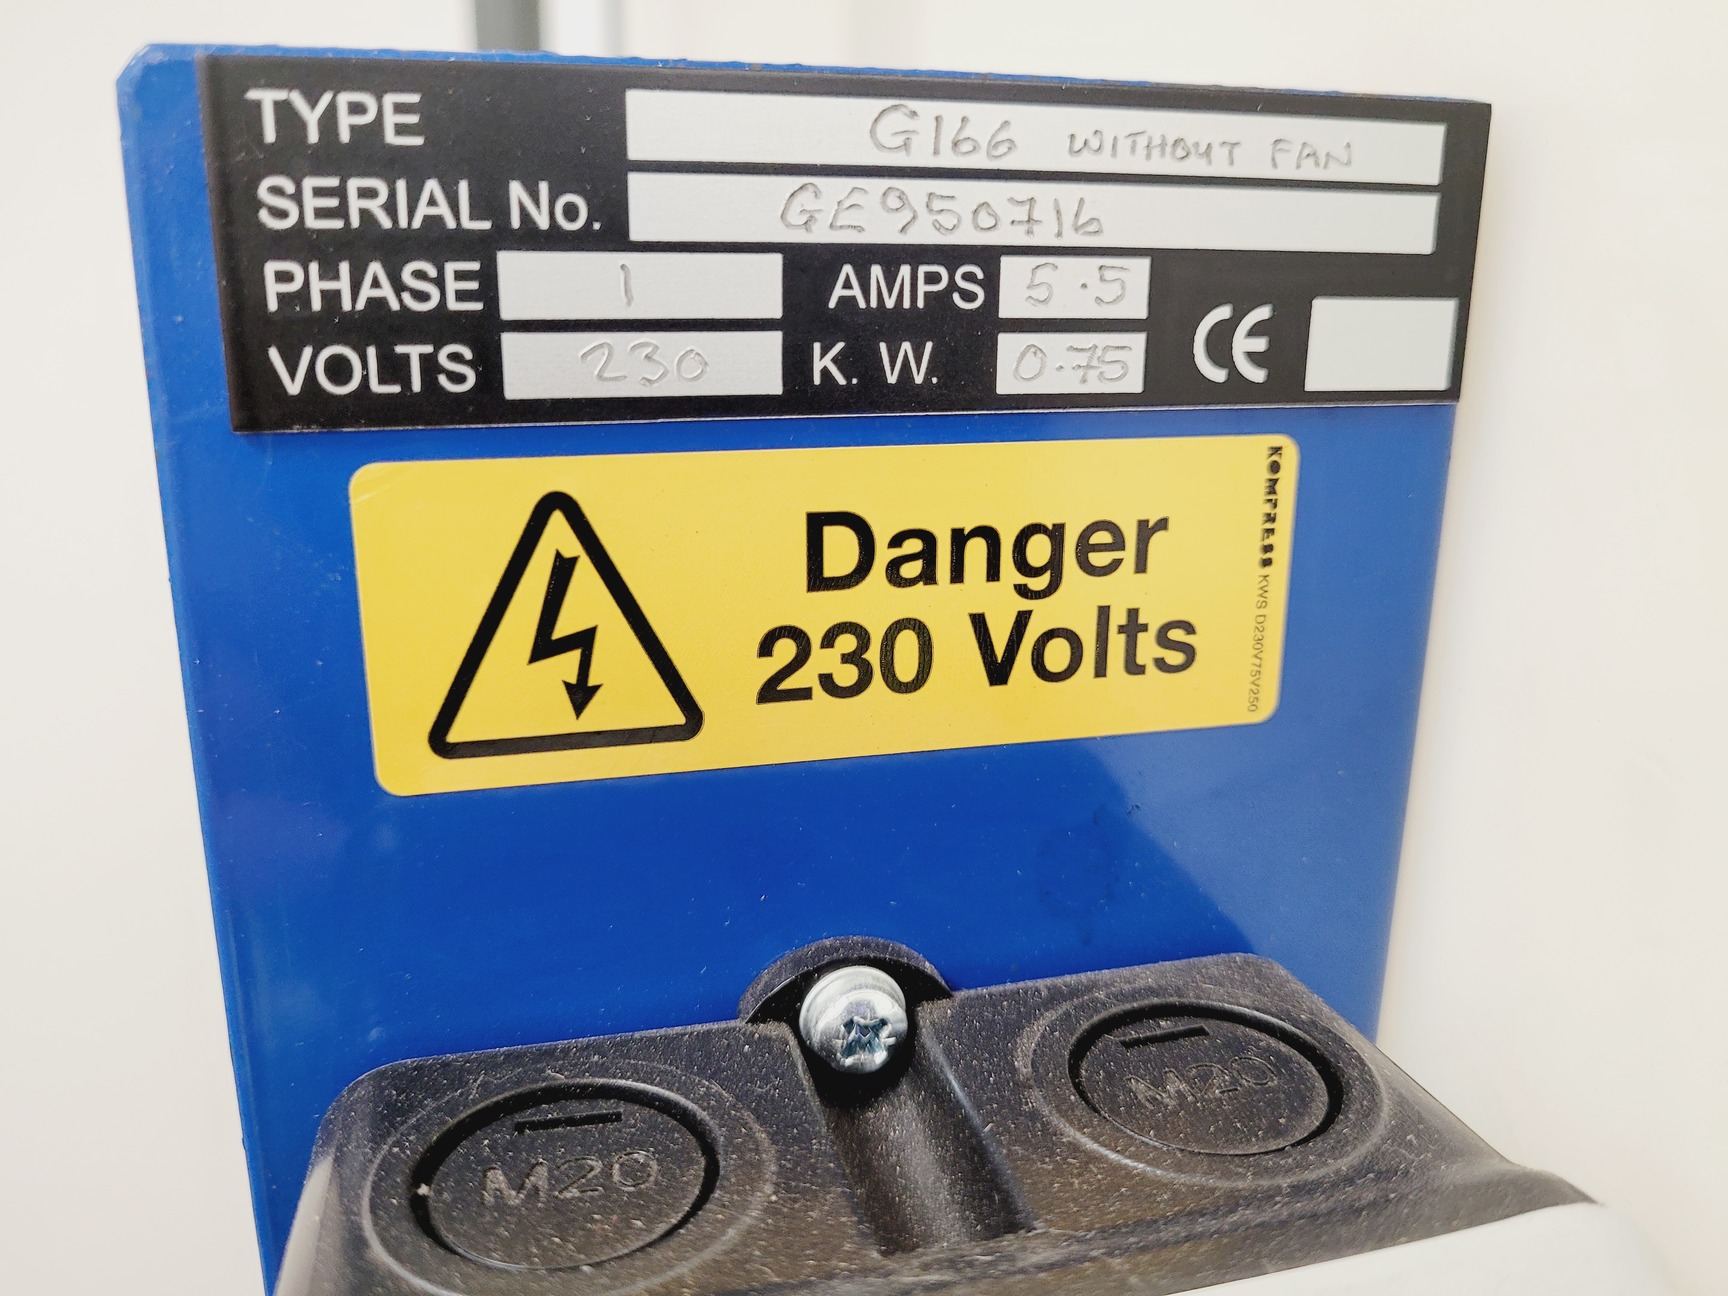 TYPE G166 WITHOUT FAN
SERIAL No. GE950716
PHASE 1 AMPS 5.5
VOLTS 230 K. W. 0.75 CE
Danger
230 Volts
KOMPRESS KWS D230V75V250
M20
M20